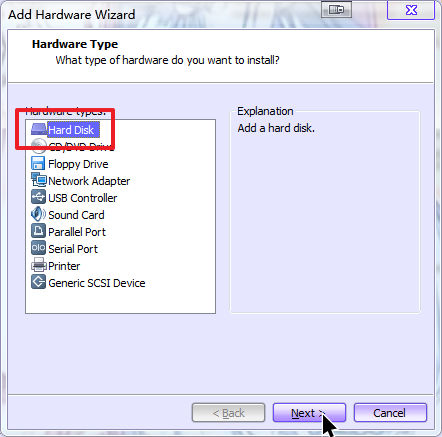 Add Hardware Wizard
Hardware Type
What type of hardware do you want to install?
Hardware types:
Hard Disk
CD/DVD Drive
Floppy Drive
Network Adapter
USB Controller
Sound Card
Parallel Port
Serial Port
Printer
Generic SCSI Device
Explanation
Add a hard disk.
< Back
Next >
Cancel